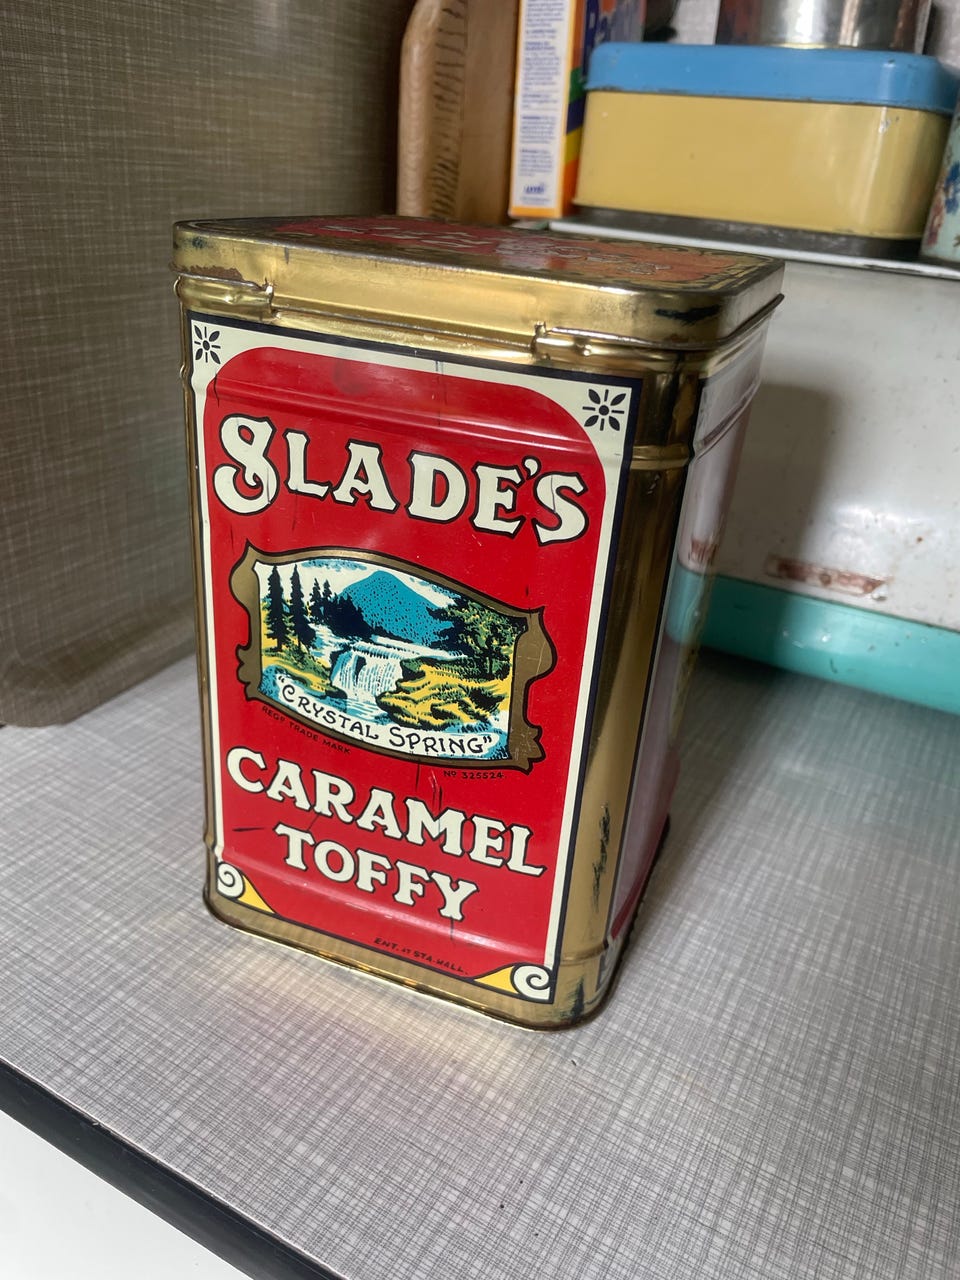 SLADE'S
"CRYSTAL SPRING"
REGD TRADE MARK
No 325524
CARAMEL
TOFFY
ENT. AT STA. HALL.